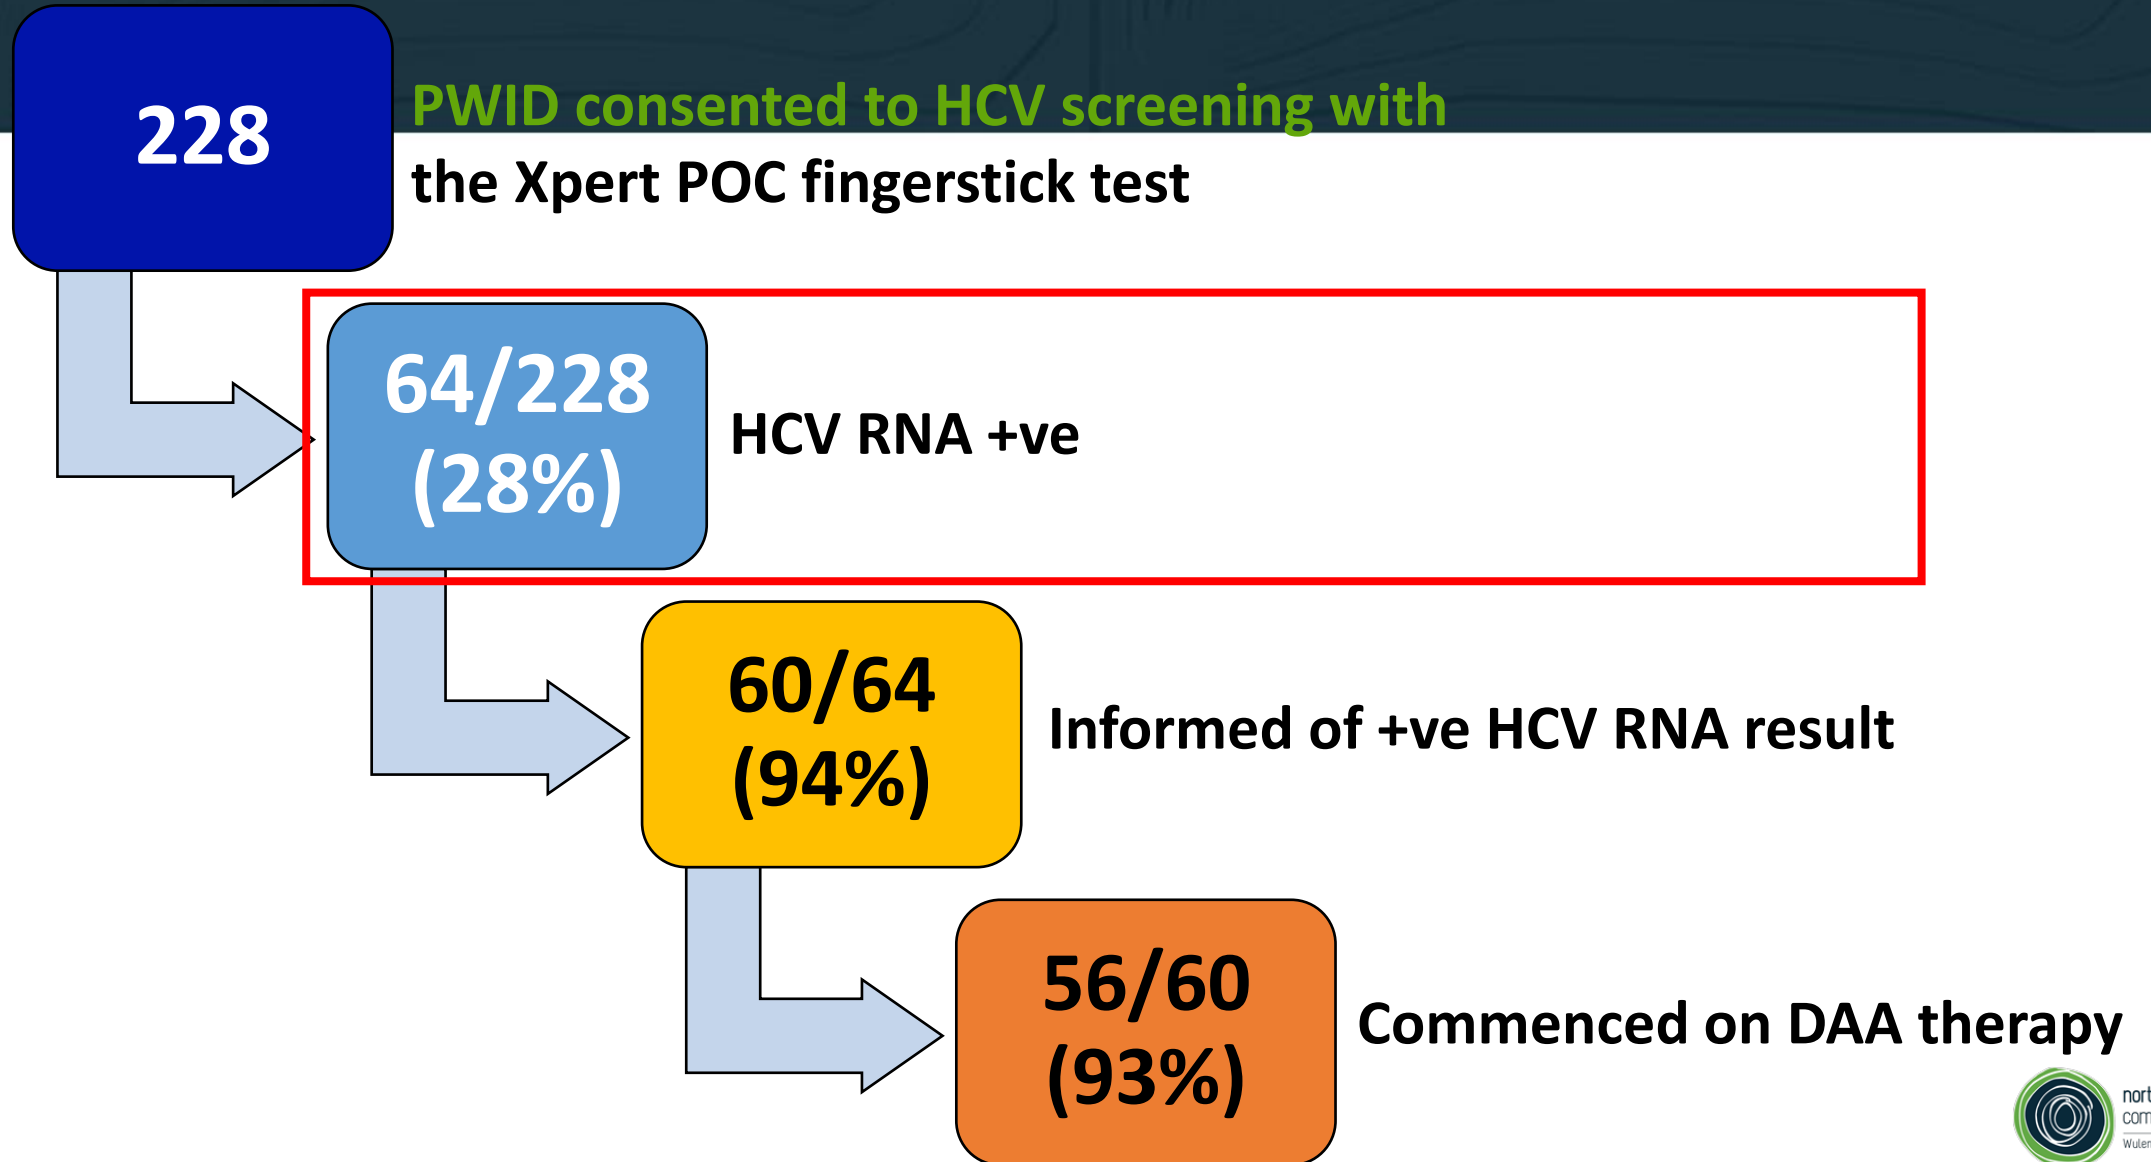 228
PWID consented to HCV screening with
the Xpert POC fingerstick test
64/228
(28%)
HCV RNA +ve
60/64
(94%)
Informed of +ve HCV RNA result
56/60
(93%)
Commenced on DAA therapy